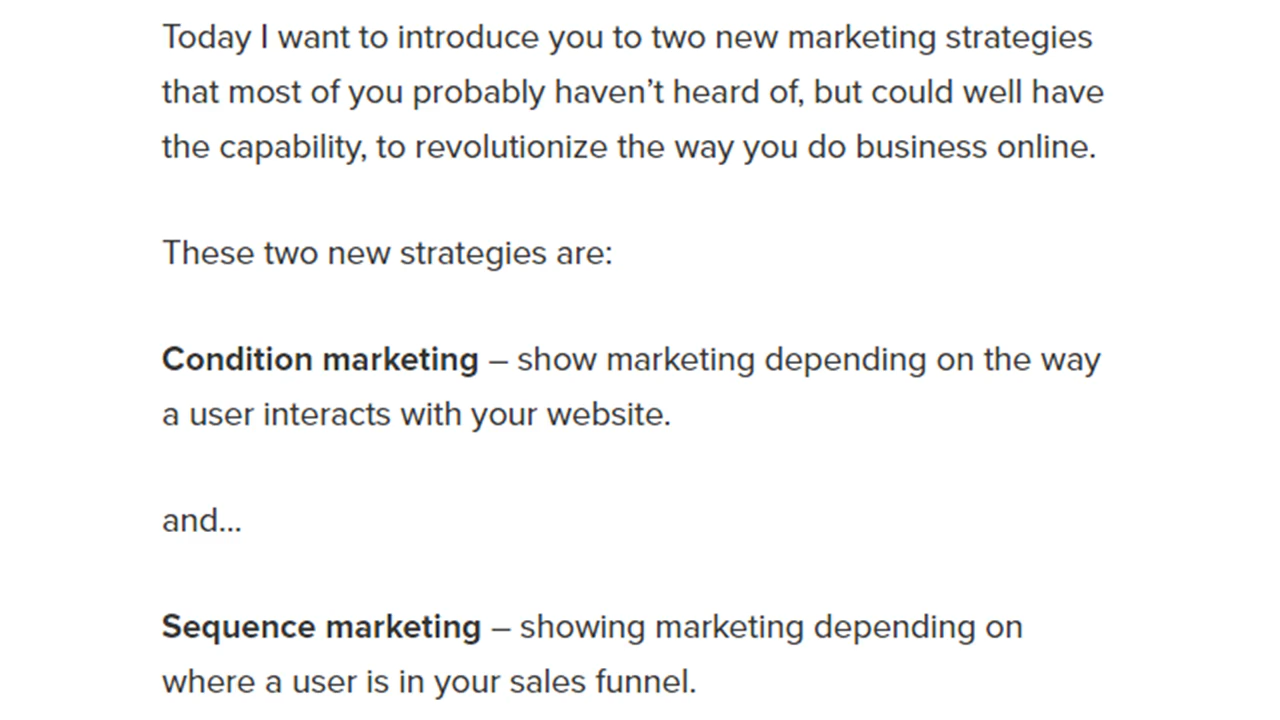 Today I want to introduce you to two new marketing strategies
that most of you probably haven’t heard of, but could well have
the capability, to revolutionize the way you do business online.
These two new strategies are:
Condition marketing – show marketing depending on the way
a user interacts with your website.
and...
Sequence marketing – showing marketing depending on
where a user is in your sales funnel.